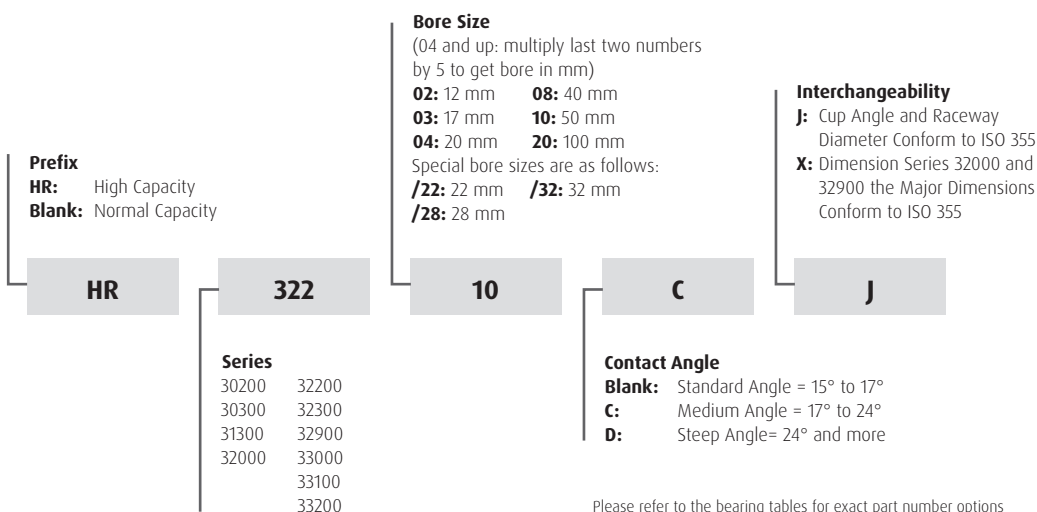 Bore Size
(04 and up: multiply last two numbers
by 5 to get bore in mm)
02: 12 mm 08: 40 mm
03: 17 mm 10: 50 mm
04: 20 mm 20: 100 mm
Special bore sizes are as follows:
/22: 22 mm /32: 32 mm
/28: 28 mm
Interchangeability
J: Cup Angle and Raceway
Diameter Conform to ISO 355
X: Dimension Series 32000 and
32900 the Major Dimensions
Conform to ISO 355
Prefix
HR: High Capacity
Blank: Normal Capacity
HR 322 10 C J
Series
30200 32200
30300 32300
31300 32900
32000 33000
33100
33200
Contact Angle
Blank: Standard Angle = 15° to 17°
C: Medium Angle = 17° to 24°
D: Steep Angle= 24° and more
Please refer to the bearing tables for exact part number options